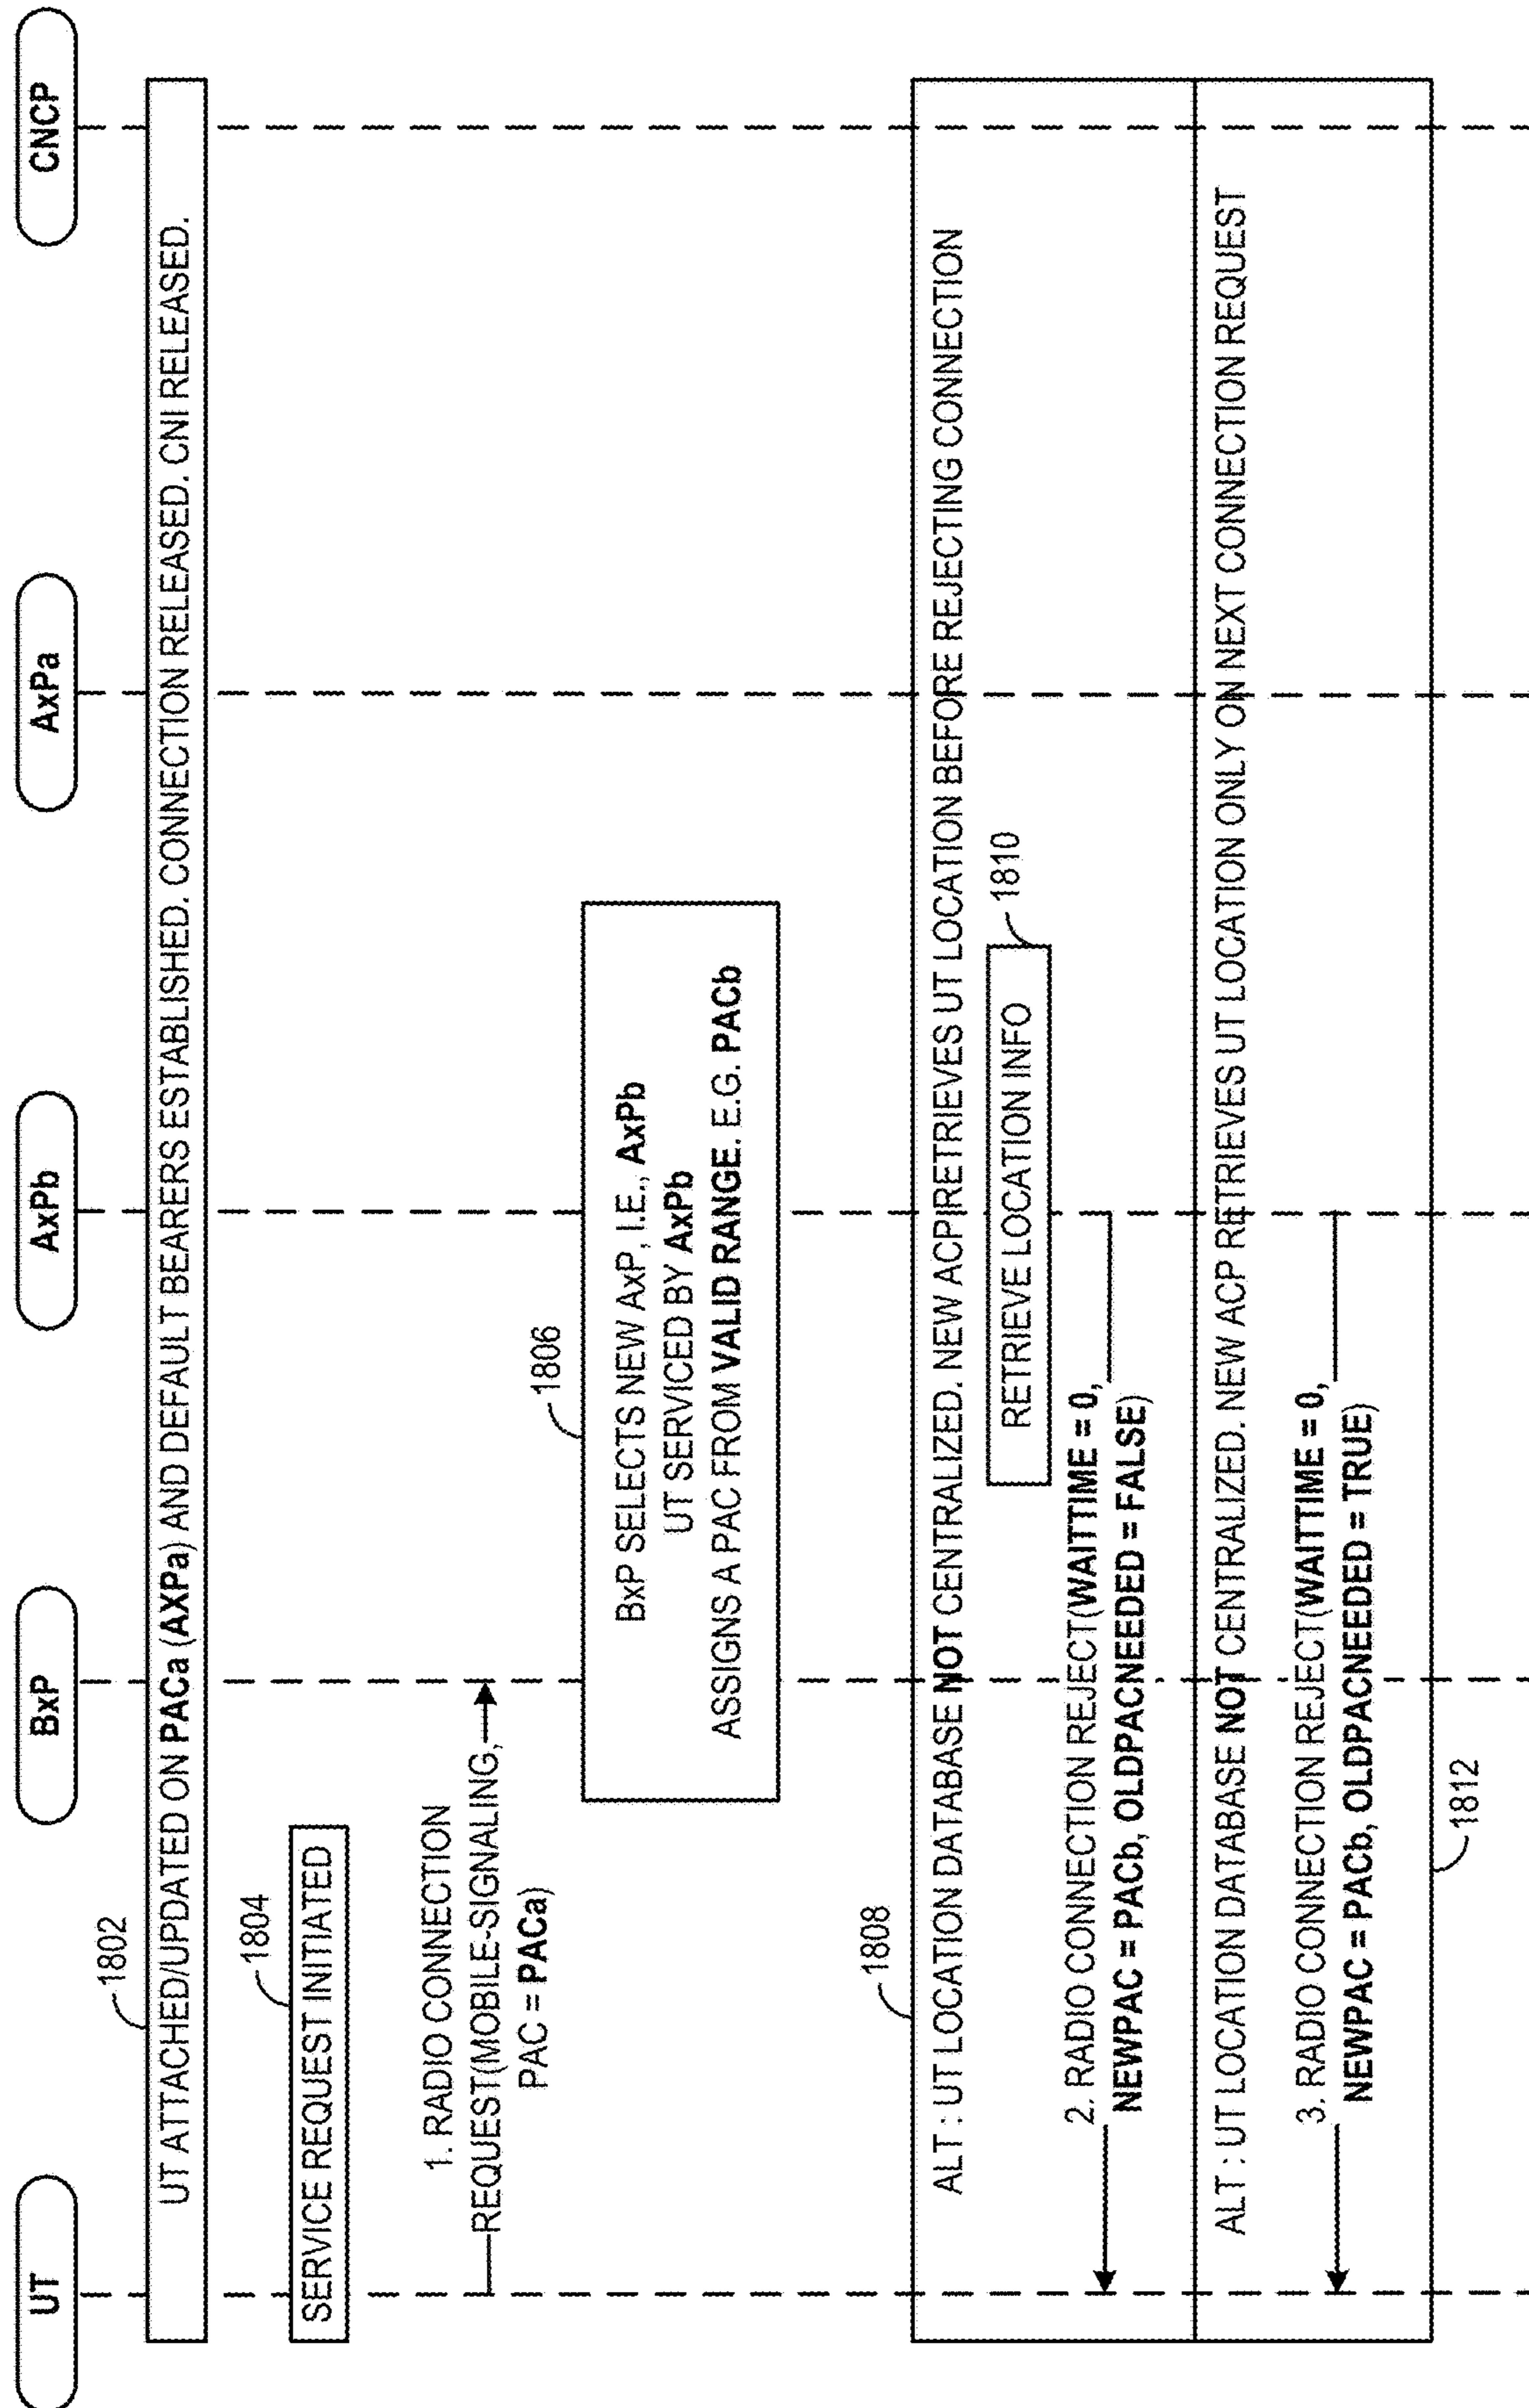 UT
BxP
AxPb
AxPa
CNCP
1802
UT ATTACHED/UPDATED ON PACa (AXPa) AND DEFAULT BEARERS ESTABLISHED. CONNECTION RELEASED. CNI RELEASED.
1804
SERVICE REQUEST INITIATED
1. RADIO CONNECTION
REQUEST(MOBILE-SIGNALING,
PAC = PACa)
1806
BxP SELECTS NEW AxP, I.E., AxPb
UT SERVICED BY AxPb
ASSIGNS A PAC FROM VALID RANGE. E.G. PACb
1808
ALT : UT LOCATION DATABASE NOT CENTRALIZED. NEW ACP RETRIEVES UT LOCATION BEFORE REJECTING CONNECTION
RETRIEVE LOCATION INFO
1810
2. RADIO CONNECTION REJECT(WAITTIME = 0,
NEWPAC = PACb, OLDPACNEEDED = FALSE)
ALT : UT LOCATION DATABASE NOT CENTRALIZED. NEW ACP RETRIEVES UT LOCATION ONLY ON NEXT CONNECTION REQUEST
3. RADIO CONNECTION REJECT(WAITTIME = 0,
NEWPAC = PACb, OLDPACNEEDED = TRUE)
1812